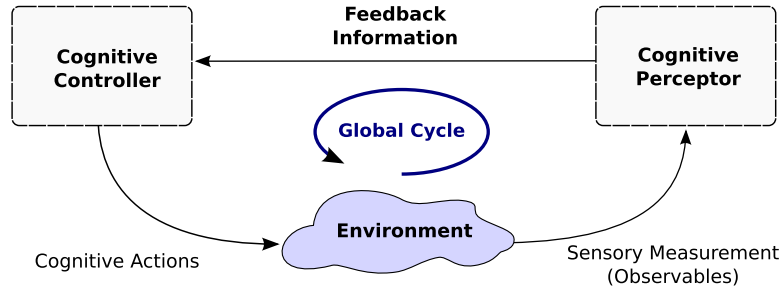 Feedback
Information
Cognitive
Controller
Cognitive
Perceptor
Global Cycle
Environment
Cognitive Actions
Sensory Measurement
(Observables)